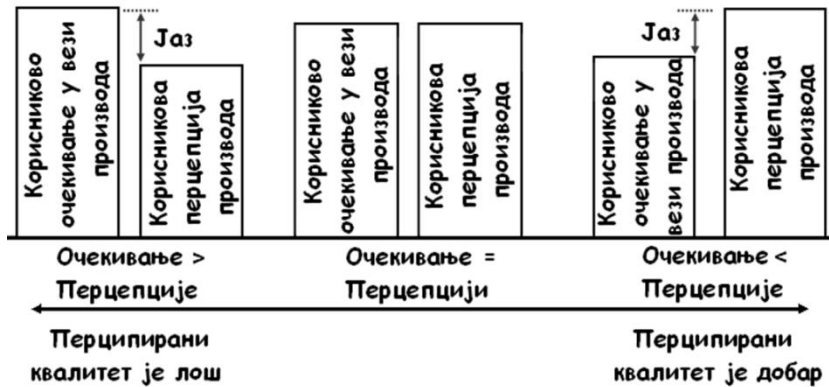 Корисниково
очекивање у вези
производа
Јаз
Корисникова
перцепција
производа
Корисниково
очекивање у вези
производа
Корисникова
перцепција
производа
Корисниково
очекивање у
вези производа
Јаз
Корисникова
перцепција
производа
Очекивање >
Перцепције
Очекивање =
Перцепцији
Очекивање <
Перцепције
Перципирани
квалитет је лош
Перципирани
квалитет је добар